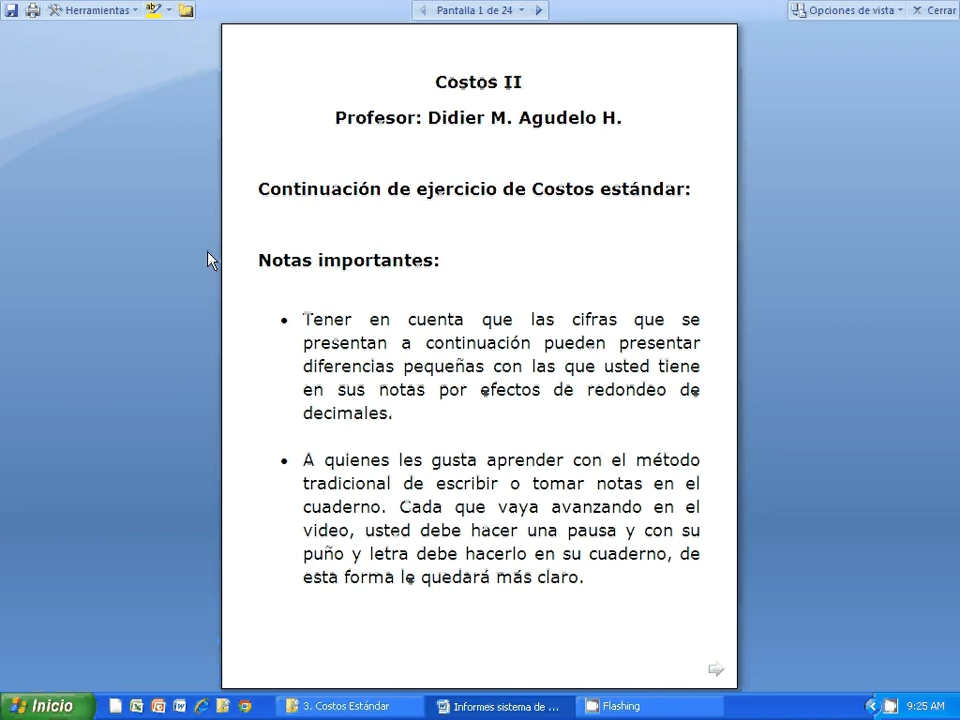 Herramientas
Pantalla 1 de 24
Opciones de vista
Cerrar
Costos II
Profesor: Didier M. Agudelo H.
Continuación de ejercicio de Costos estándar:
Notas importantes:
• Tener en cuenta que las cifras que se
presentan a continuación pueden presentar
diferencias pequeñas con las que usted tiene
en sus notas por efectos de redondeo de
decimales.
• A quienes les gusta aprender con el método
tradicional de escribir o tomar notas en el
cuaderno. Cada que vaya avanzando en el
video, usted debe hacer una pausa y con su
puño y letra debe hacerlo en su cuaderno, de
esta forma le quedará más claro.
Inicio
3. Costos Estándar
Informes sistema de ...
Flashing
9:25 AM